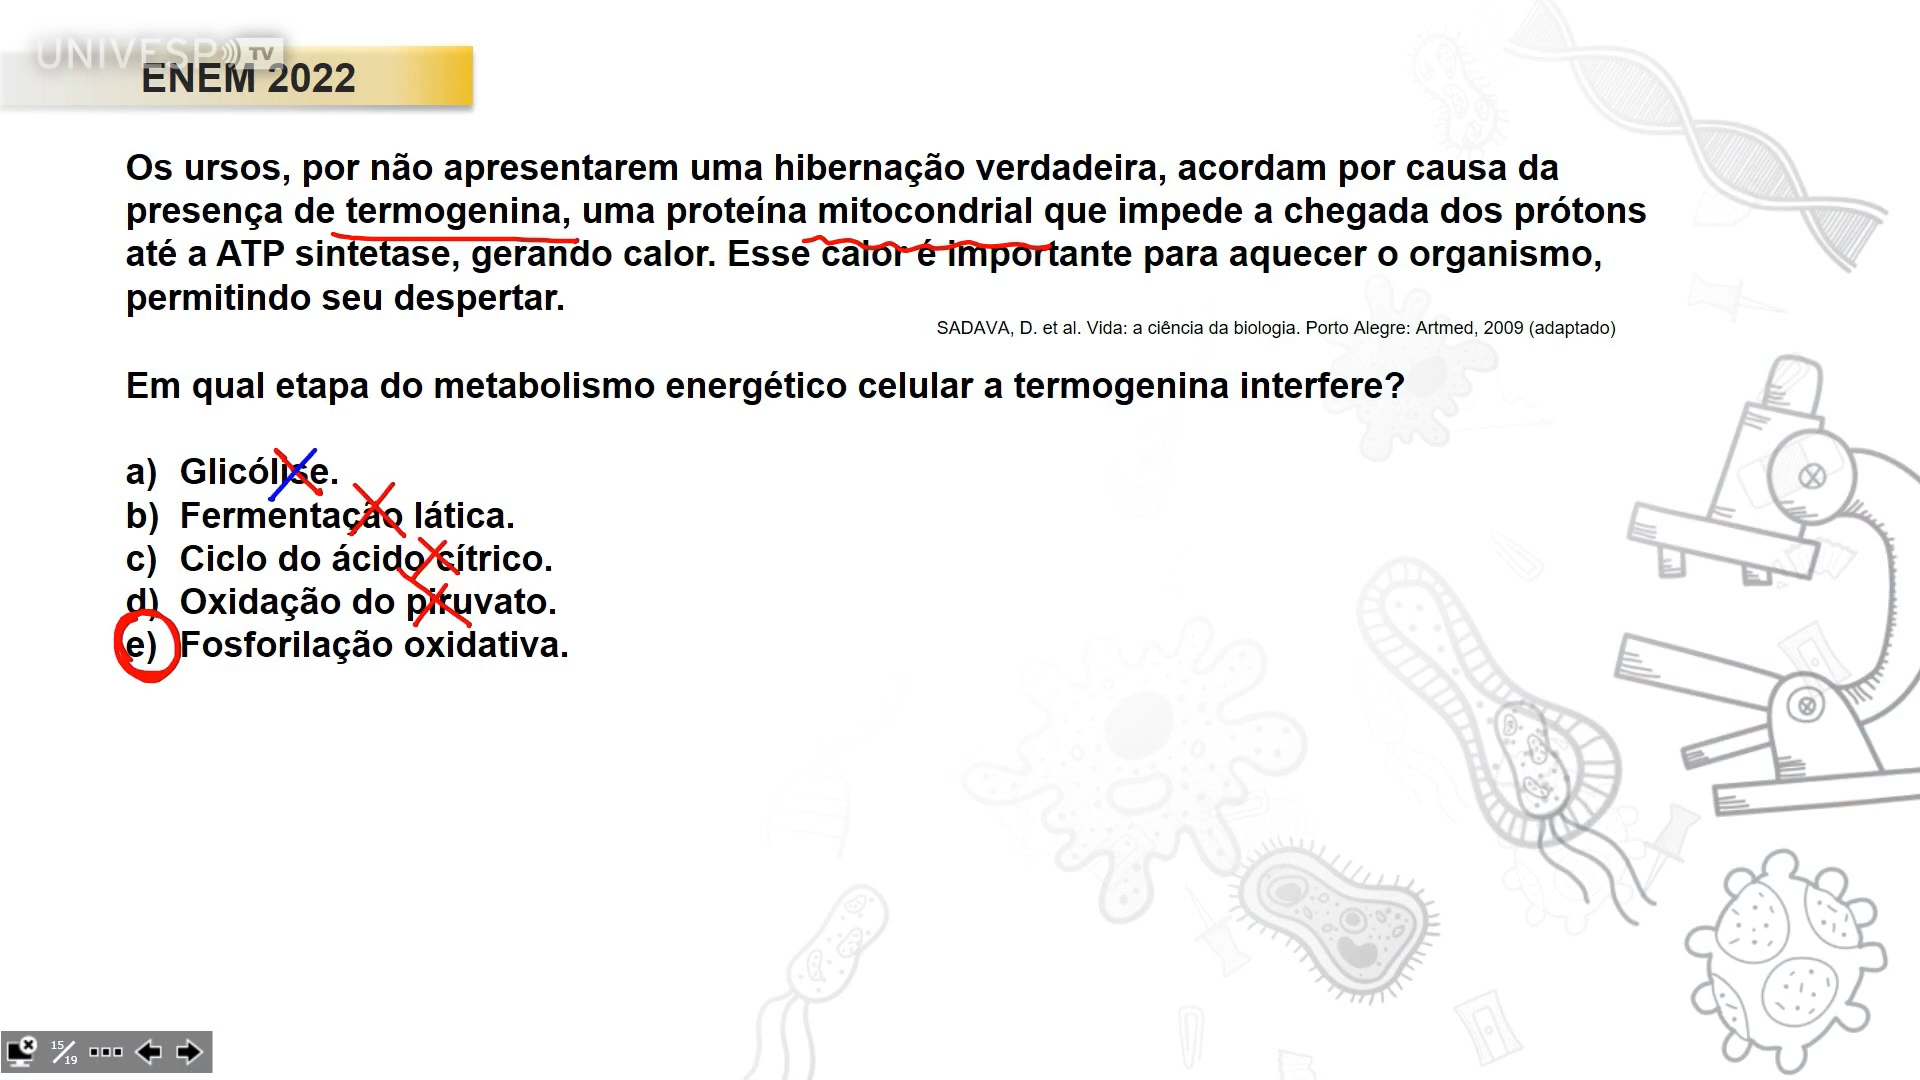 UNIVESP TV
ENEM 2022
Os ursos, por não apresentarem uma hibernação verdadeira, acordam por causa da
presença de termogenina, uma proteína mitocondrial que impede a chegada dos prótons
até a ATP sintetase, gerando calor. Esse calor é importante para aquecer o organismo,
permitindo seu despertar.
SADAVA, D. et al. Vida: a ciência da biologia. Porto Alegre: Artmed, 2009 (adaptado)
Em qual etapa do metabolismo energético celular a termogenina interfere?
a) Glicólise.
b) Fermentação lática.
c) Ciclo do ácido cítrico.
d) Oxidação do piruvato.
e) Fosforilação oxidativa.
15/19